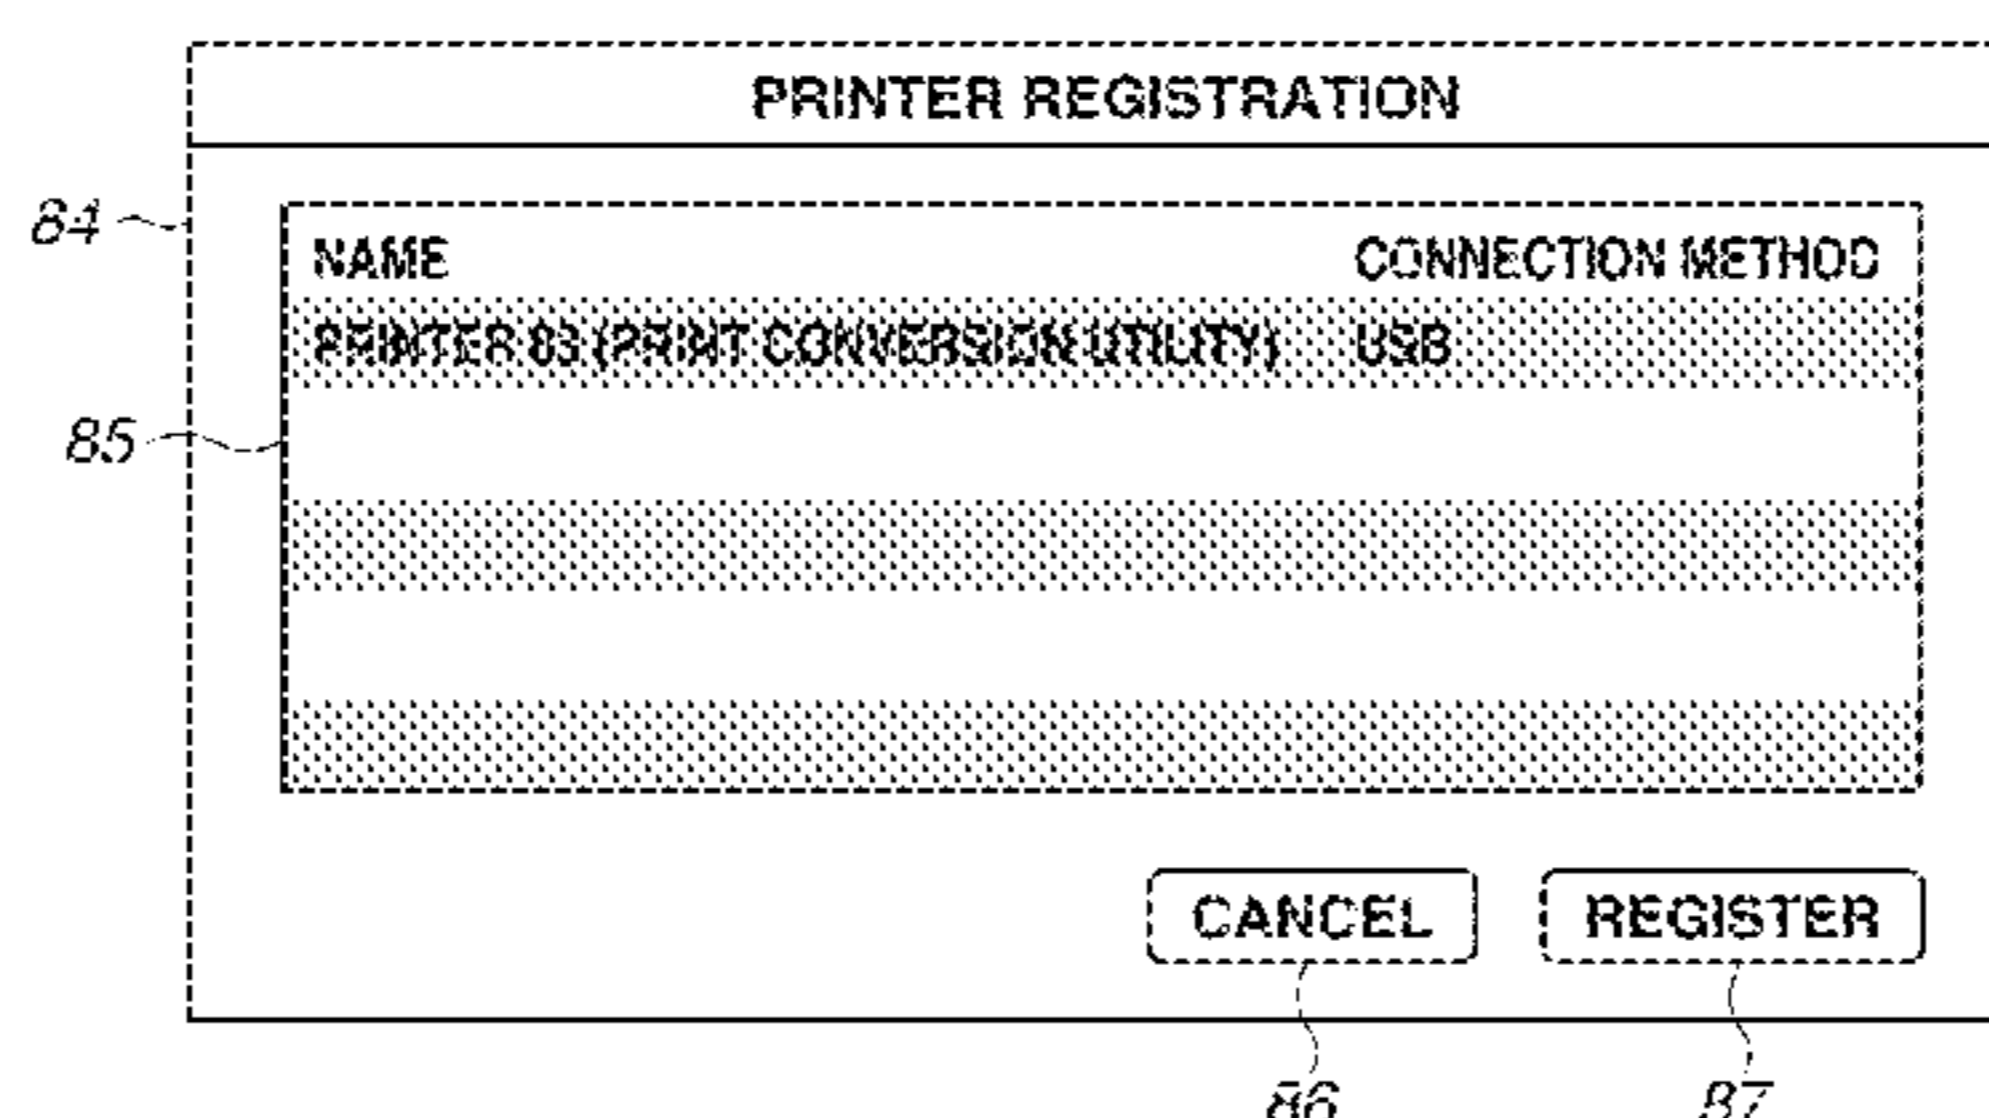 PRINTER REGISTRATION
84
NAME CONNECTION METHOD
PRINTER 83 (PRINT CONVERSION UTILITY) USB
85
CANCEL REGISTER
86 87